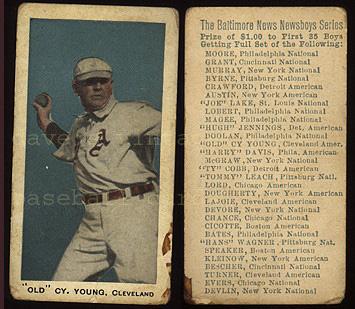 A
"OLD" CY. YOUNG, CLEVELAND
The Baltimore News Newsboys Series
Prize of $1.00 to First 35 Boys
Getting Full Set of the Following:
MOORE, Philadelphia National
GRANT, Cincinnati National
MURRAY, New York National
BYRNE, Pittsburg National
CRAWFORD, Detroit American
AUSTIN, New York American
"JOE" LAKE, St. Louis National
LOBERT, Philadelphia National
MAGEE, Philadelphia National
"HUGH" JENNINGS, Det. American
DOOLAN, Philadelphia National
"OLD" CY YOUNG, Cleveland Amer.
"HARRY" DAVIS, Phila. American
McGRAW, New York National
"TY" COBB, Detroit American
"TOMMY" LEACH, Pittsburg Natl.
LORD, Chicago American
DOUGHERTY, New York American
LAJOIE, Cleveland American
DEVORE, New York National
CHANCE, Chicago National
CICOTTE, Boston American
BATES, Philadelphia National
"HANS" WAGNER, Pittsburg Nat.
SPEAKER, Boston American
KLEINOW, New York American
BESCHER, Cincinnati National
TURNER, Cleveland American
EVERS, Chicago National
DEVLIN, New York National